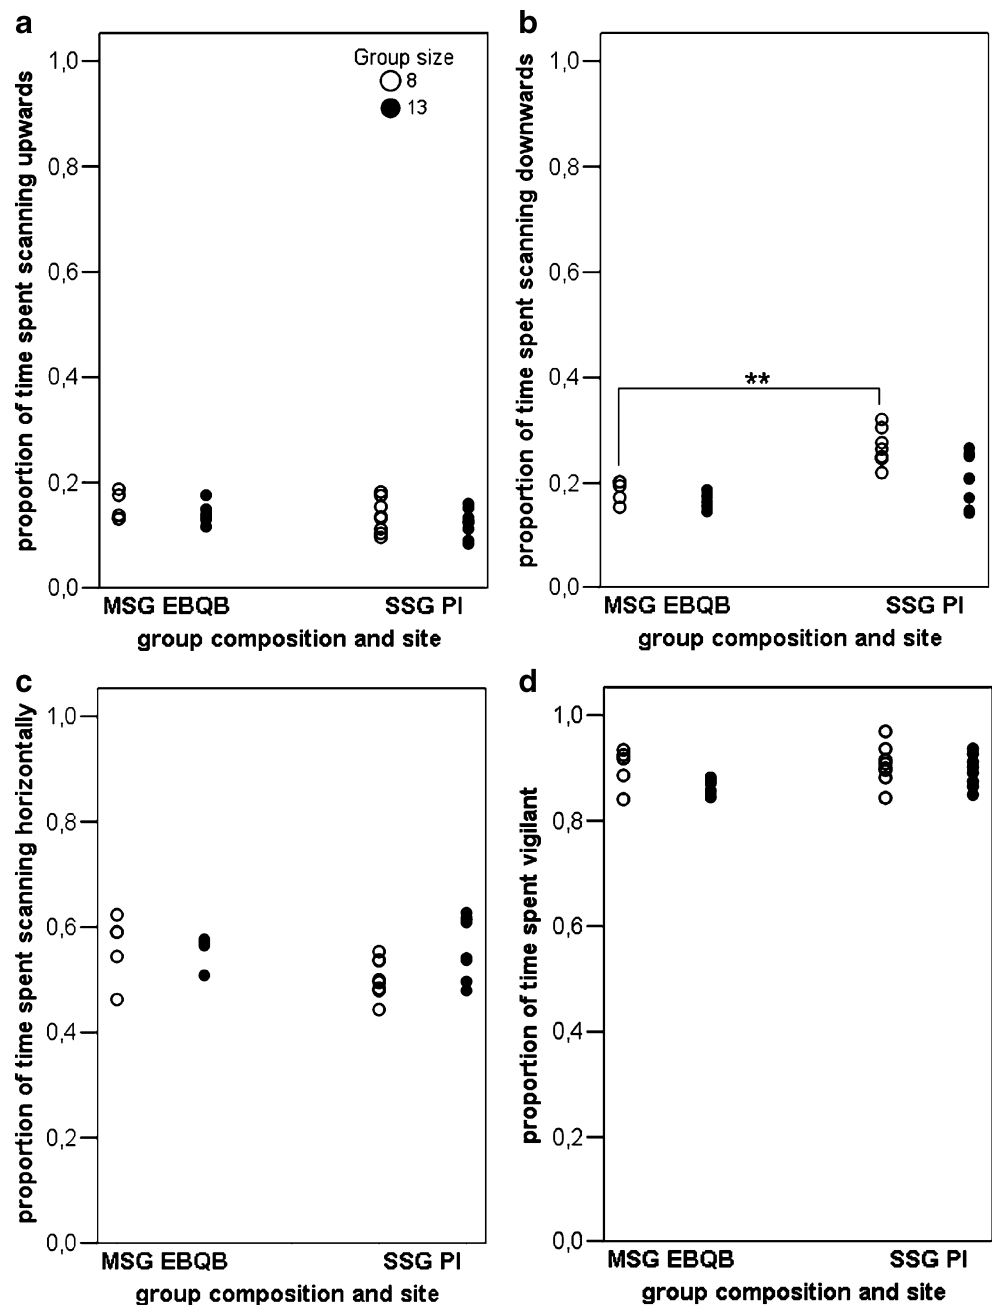 a
proportion of time spent scanning upwards
1,0
0,8
0,6
0,4
0,2
0,0
Group size
8
13
MSG EBQB
SSG PI
group composition and site
b
proportion of time spent scanning downwards
1,0
0,8
0,6
0,4
0,2
0,0
**
MSG EBQB
SSG PI
group composition and site
c
proportion of time spent scanning horizontally
1,0
0,8
0,6
0,4
0,2
0,0
MSG EBQB
SSG PI
group composition and site
d
proportion of time spent vigilant
1,0
0,8
0,6
0,4
0,2
0,0
MSG EBQB
SSG PI
group composition and site